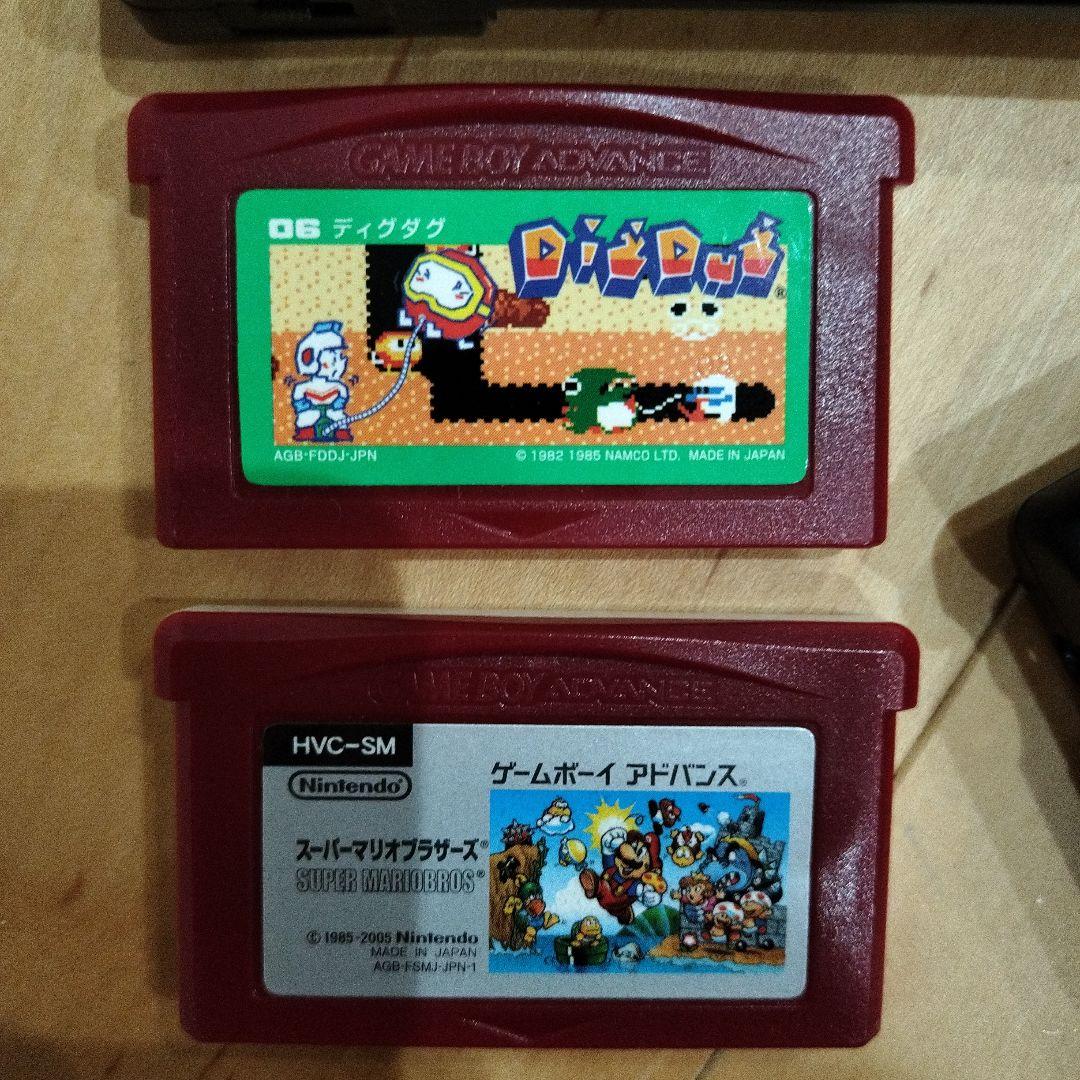 GAME BOY ADVANCE
06 ディグダグ
DiGDuG®
AGB-FDDJ-JPN
© 1982 1985 NAMCO LTD. MADE IN JAPAN
GAME BOY ADVANCE
HVC-SM
Nintendo®
ゲームボーイ アドバンス®
スーパーマリオブラザーズ®
SUPER MARIOBROS®
© 1985-2005 Nintendo
MADE IN JAPAN
AGB-FSMJ-JPN-1